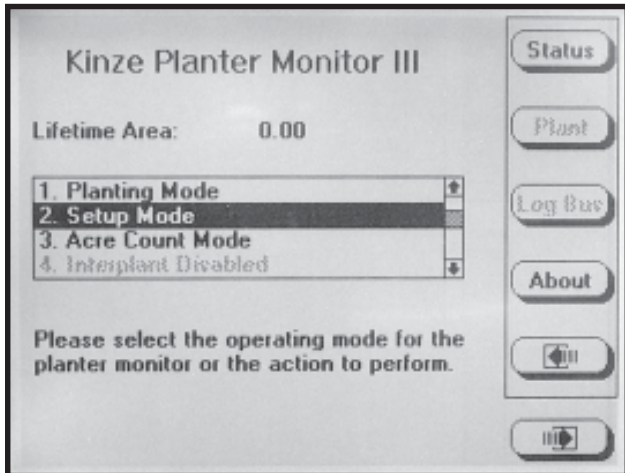 Kinze Planter Monitor III
Lifetime Area: 0.00
1. Planting Mode
2. Setup Mode
3. Acre Count Mode
4. Interplant Disabled
Please select the operating mode for the
planter monitor or the action to perform.
Status
Plant
Log Bus
About